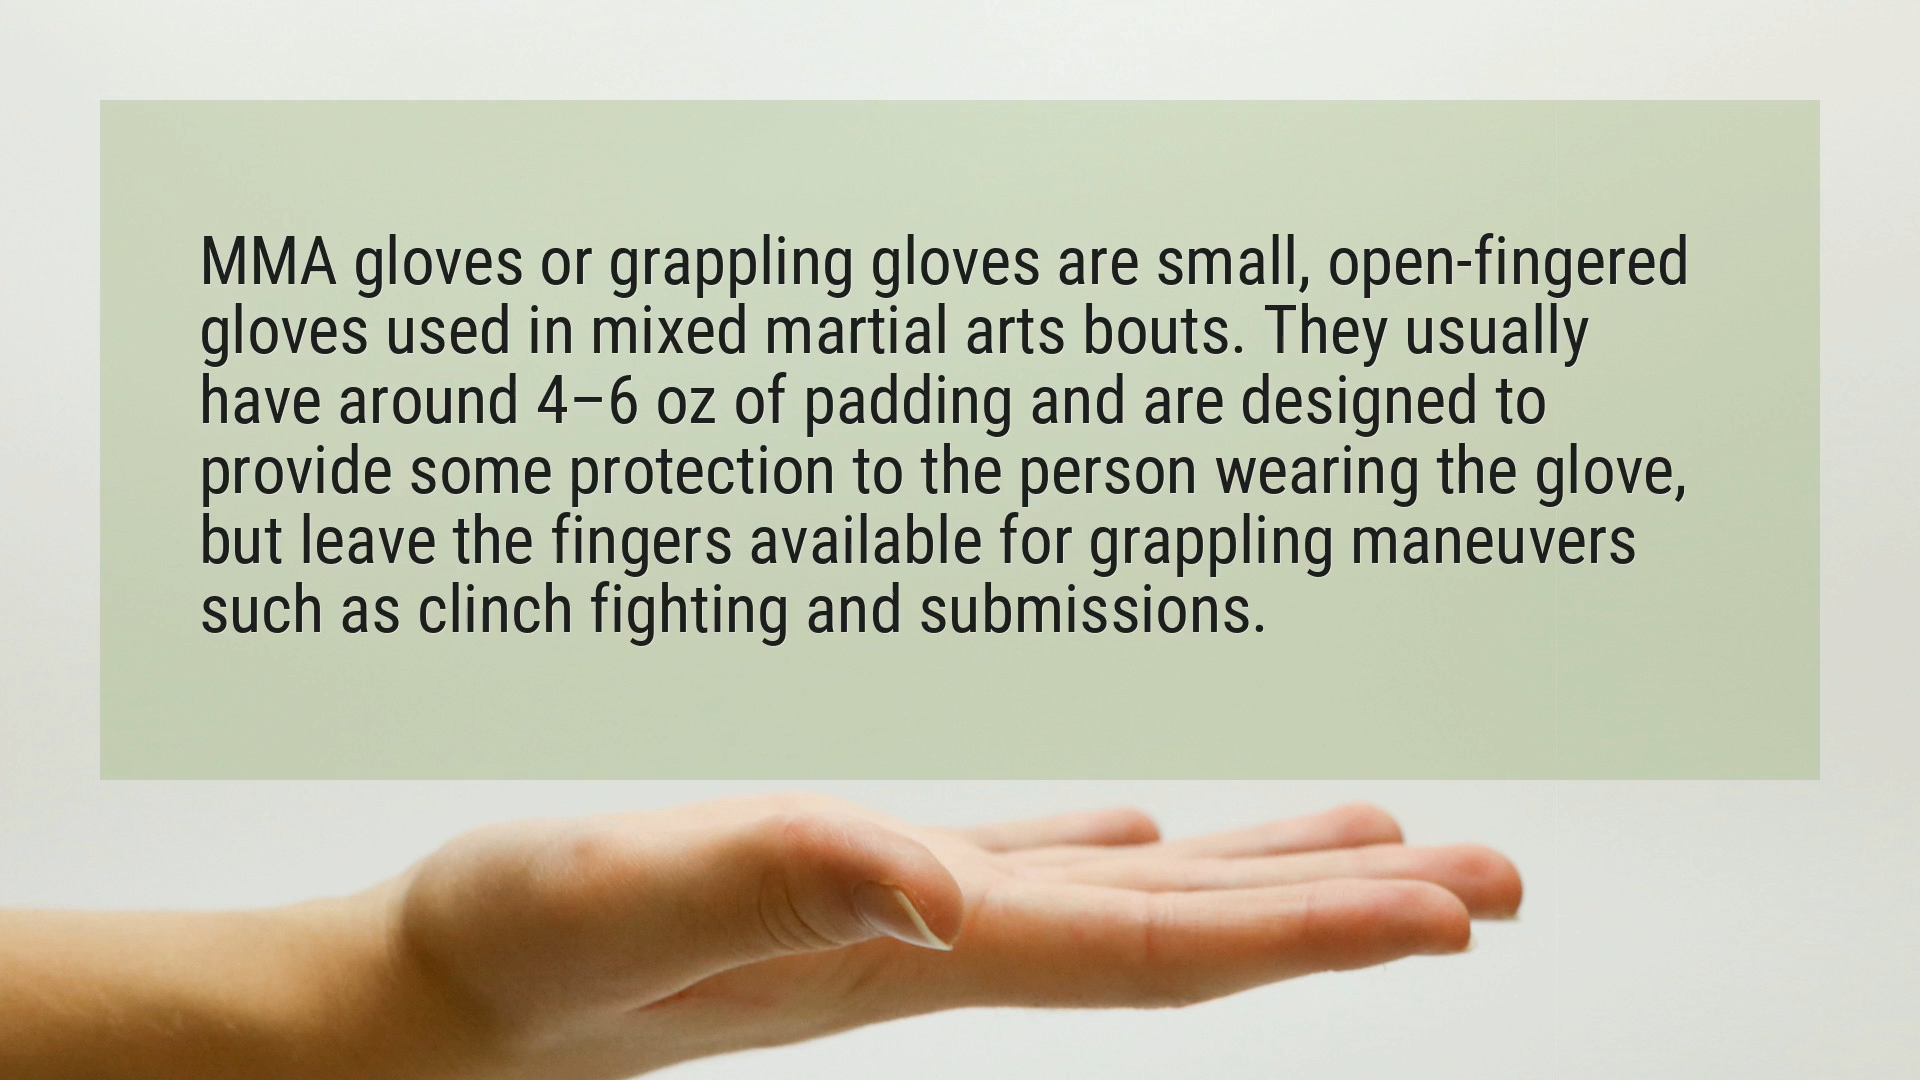 MMA gloves or grappling gloves are small, open-fingered
gloves used in mixed martial arts bouts. They usually
have around 4–6 oz of padding and are designed to
provide some protection to the person wearing the glove,
but leave the fingers available for grappling maneuvers
such as clinch fighting and submissions.